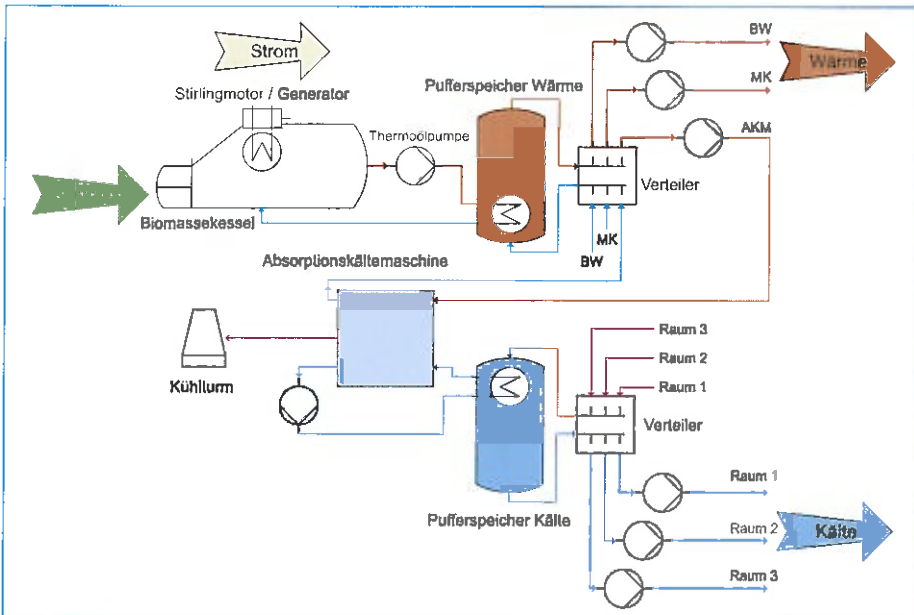 BW
Strom
Wärme
Pufferspeicher Wärme
MK
Stirlingmotor / Generator
Thermoölpumpe
AKM
Verteiler
Biomassekessel
MK
BW
Absorptionskältemaschine
Raum 3
Raum 2
Raum 1
Kühlturm
Verteiler
Raum 1
Pufferspeicher Kälte
Raum 2
Kälte
Raum 3